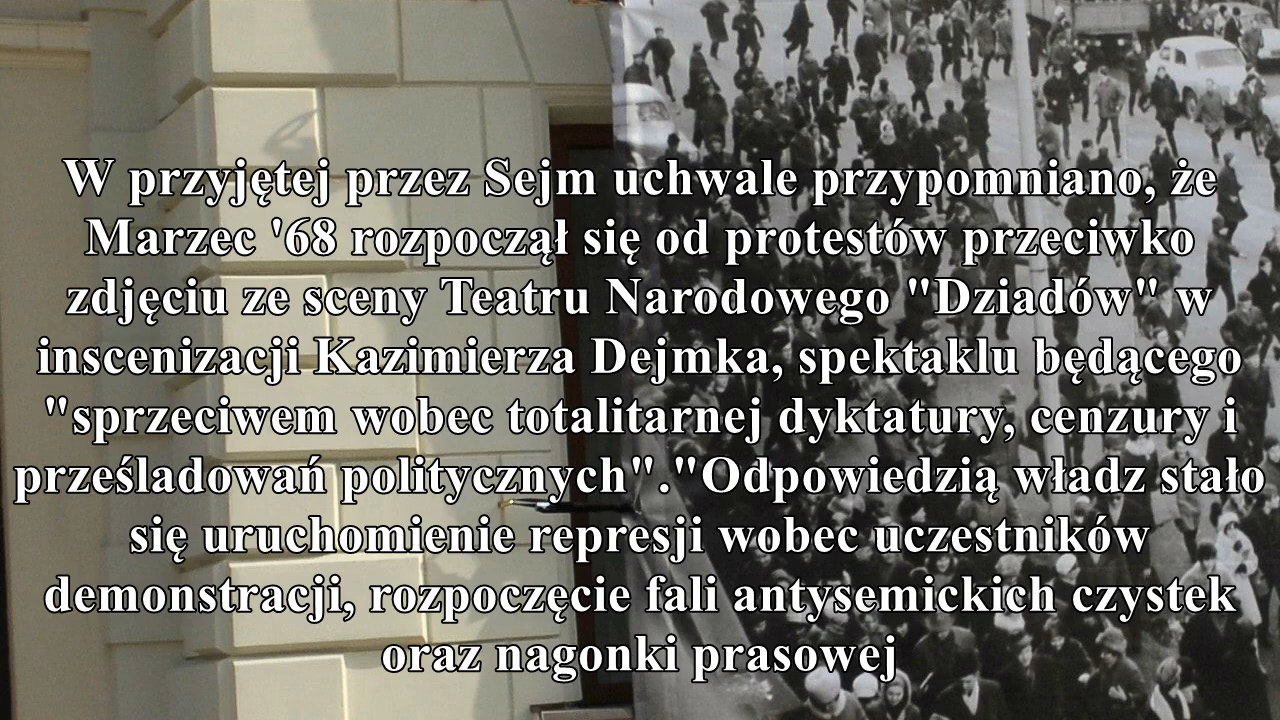 W przyjętej przez Sejm uchwale przypomniano, że
Marzec '68 rozpoczął się od protestów przeciwko
zdjęciu ze sceny Teatru Narodowego "Dziadów" w
inscenizacji Kazimierza Dejmka, spektaklu będącego
"sprzeciwem wobec totalitarnej dyktatury, cenzury i
prześladowań politycznych"."Odpowiedzią władz stało
się uruchomienie represji wobec uczestników
demonstracji, rozpoczęcie fali antysemickich czystek
oraz nagonki prasowej